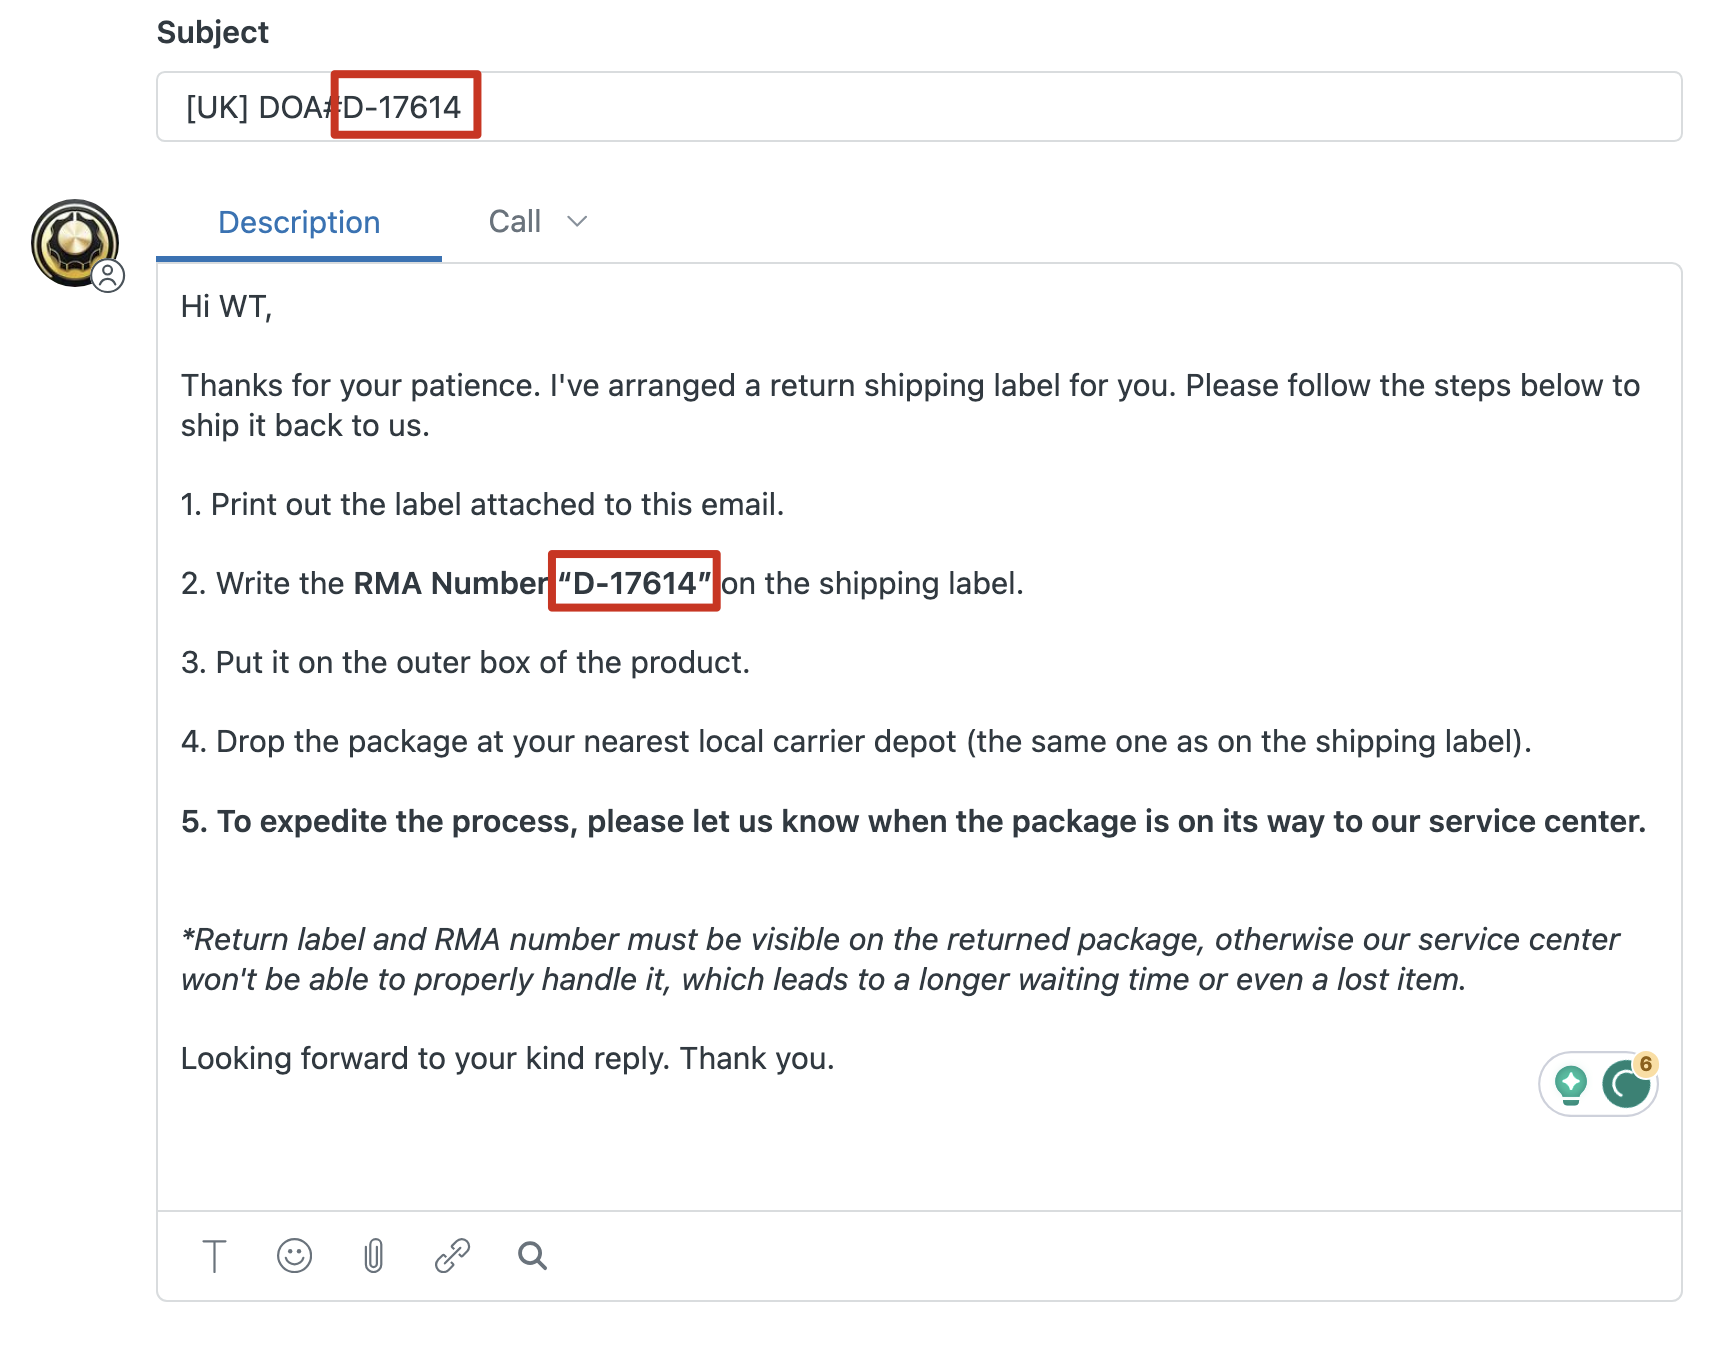 Subject
[UK] DOA#D-17614
Description
Call
Hi WT,
Thanks for your patience. I've arranged a return shipping label for you. Please follow the steps below to
ship it back to us.
1. Print out the label attached to this email.
2. Write the RMA Number “D-17614” on the shipping label.
3. Put it on the outer box of the product.
4. Drop the package at your nearest local carrier depot (the same one as on the shipping label).
5. To expedite the process, please let us know when the package is on its way to our service center.
*Return label and RMA number must be visible on the returned package, otherwise our service center
won't be able to properly handle it, which leads to a longer waiting time or even a lost item.
Looking forward to your kind reply. Thank you.
6